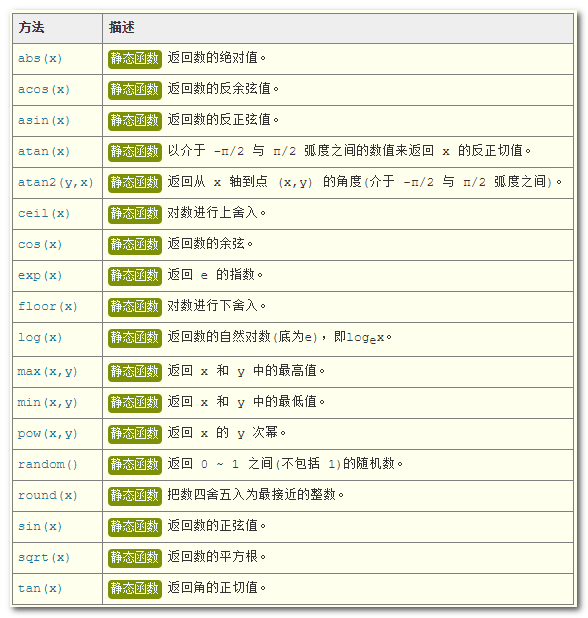 方法 描述
abs(x) 静态函数 返回数的绝对值。
acos(x) 静态函数 返回数的反余弦值。
asin(x) 静态函数 返回数的反正弦值。
atan(x) 静态函数 以介于 -π/2 与 π/2 弧度之间的数值来返回 x 的反正切值。
atan2(y,x) 静态函数 返回从 x 轴到点 (x,y) 的角度(介于 -π/2 与 π/2 弧度之间)。
ceil(x) 静态函数 对数进行上舍入。
cos(x) 静态函数 返回数的余弦。
exp(x) 静态函数 返回 e 的指数。
floor(x) 静态函数 对数进行下舍入。
log(x) 静态函数 返回数的自然对数(底为e)，即logex。
max(x,y) 静态函数 返回 x 和 y 中的最高值。
min(x,y) 静态函数 返回 x 和 y 中的最低值。
pow(x,y) 静态函数 返回 x 的 y 次幂。
random() 静态函数 返回 0 ~ 1 之间(不包括 1)的随机数。
round(x) 静态函数 把数四舍五入为最接近的整数。
sin(x) 静态函数 返回数的正弦值。
sqrt(x) 静态函数 返回数的平方根。
tan(x) 静态函数 返回角的正切值。